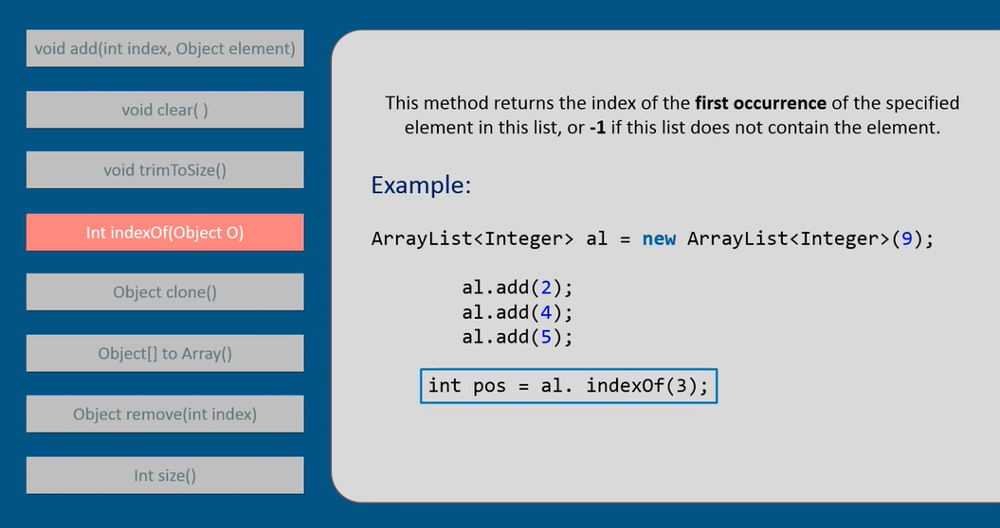 void add(int index, Object element)
void clear( )
void trimToSize()
Int indexOf(Object O)
Object clone()
Object[] to Array()
Object remove(int index)
Int size()
This method returns the index of the first occurrence of the specified
element in this list, or -1 if this list does not contain the element.
Example:
ArrayList<Integer> al = new ArrayList<Integer>(9);
al.add(2);
al.add(4);
al.add(5);
int pos = al. indexOf(3);